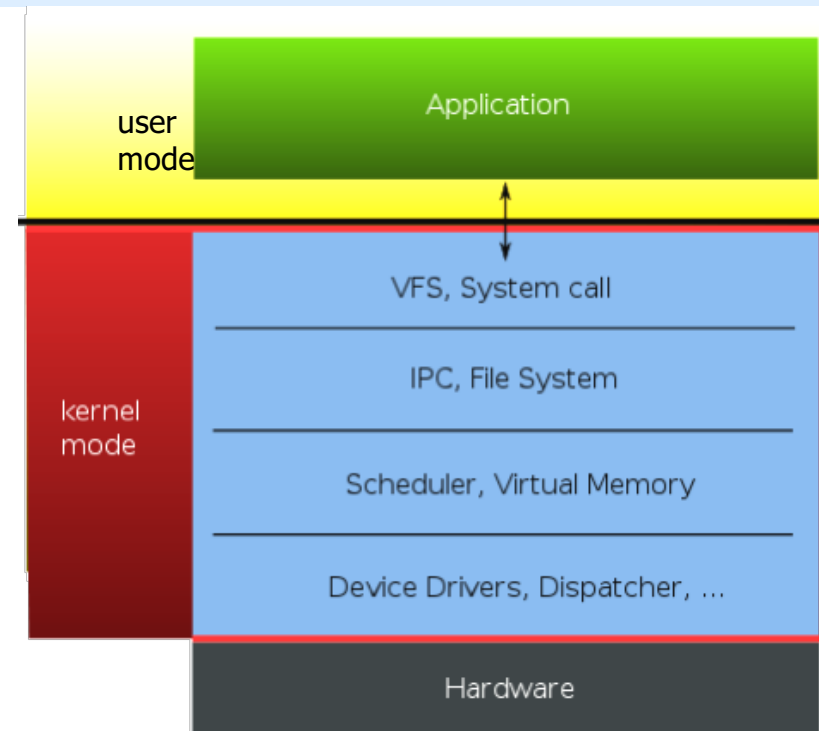 Application
user
mode
VFS, System call
IPC, File System
kernel
mode
Scheduler, Virtual Memory
Device Drivers, Dispatcher, ...
Hardware